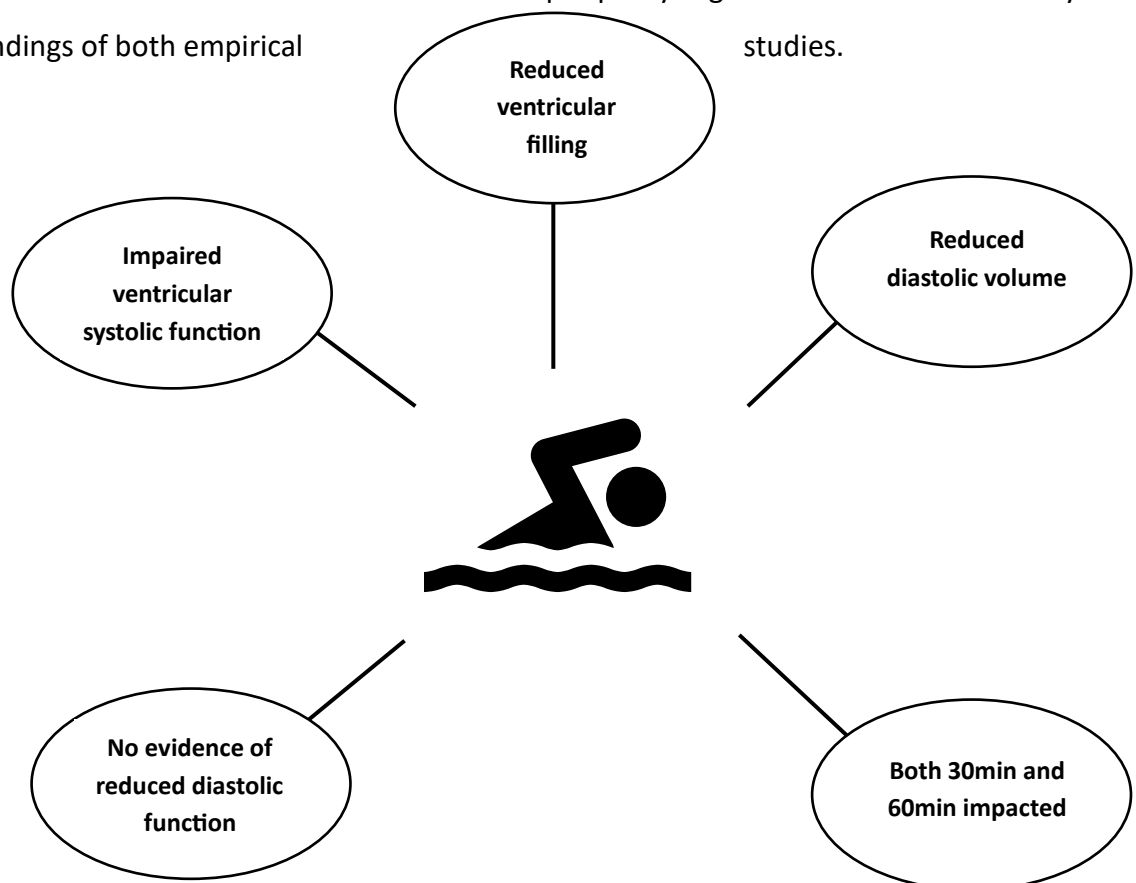 ndings of both empirical studies.
Reduced
ventricular
filling
Impaired
ventricular
systolic function
Reduced
diastolic volume
No evidence of
reduced diastolic
function
Both 30min and
60min impacted